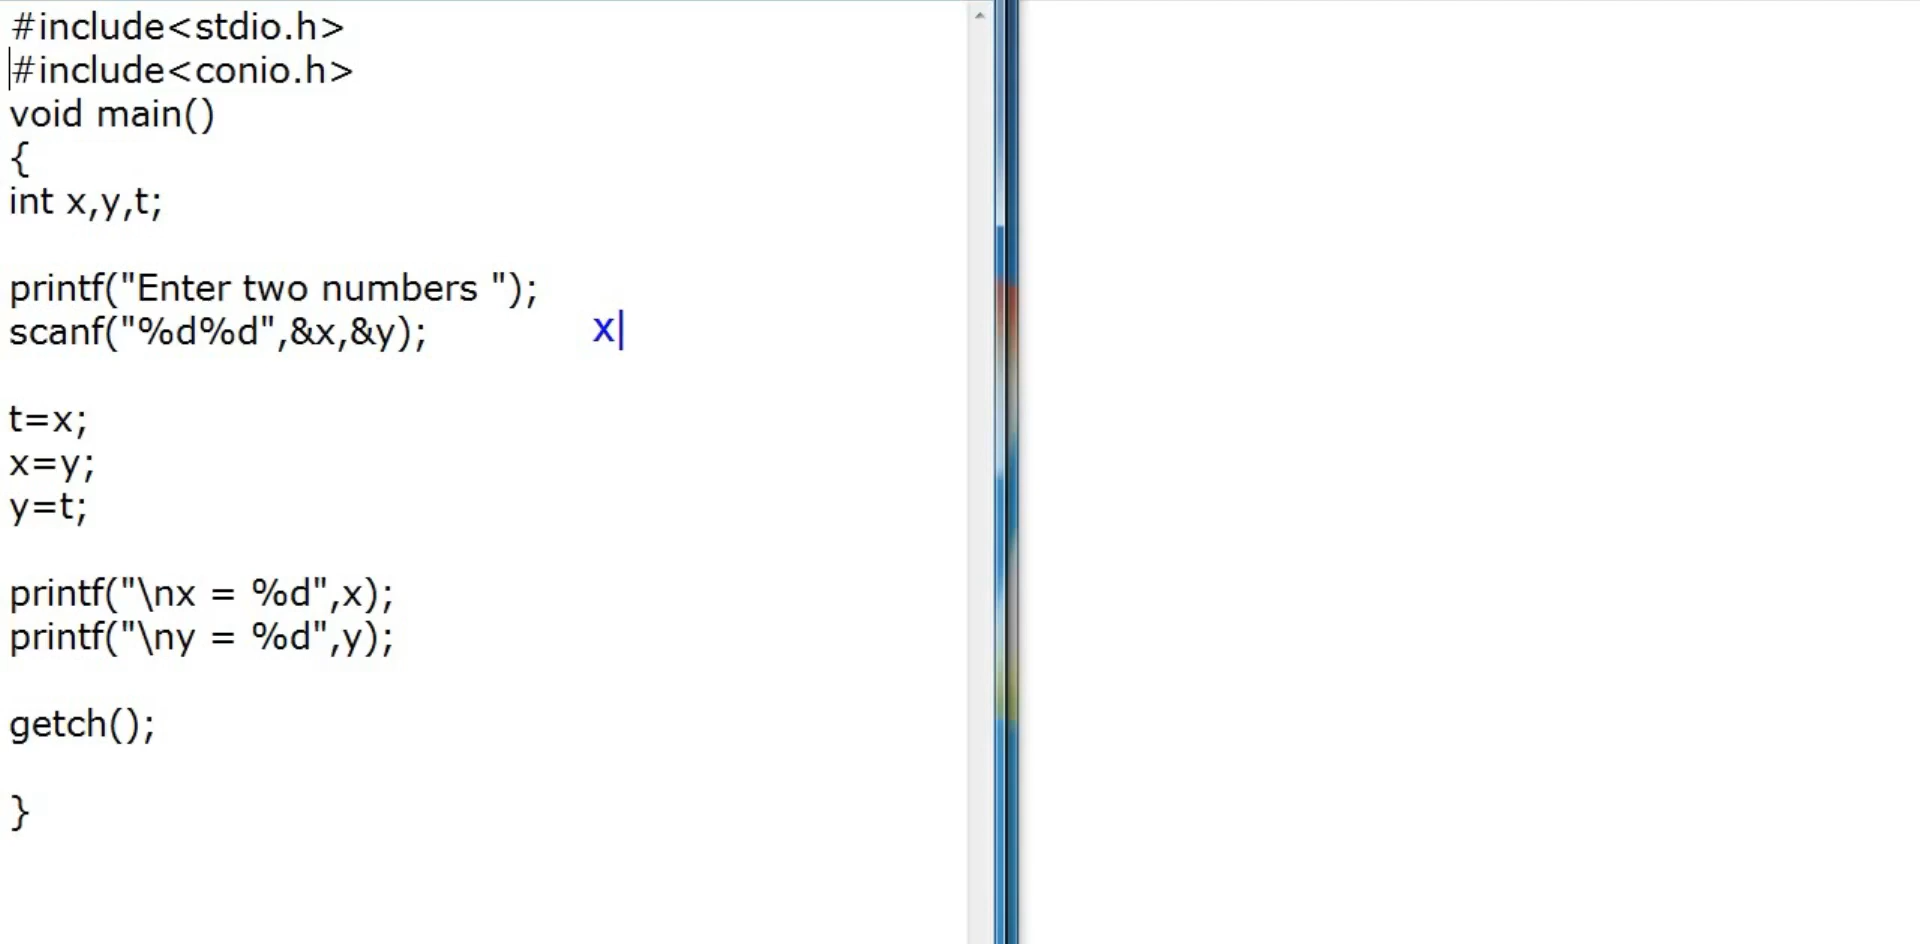 #include<stdio.h>
#include<conio.h>
void main()
{
int x,y,t;
printf("Enter two numbers ");
scanf("%d%d",&x,&y); x
t=x;
x=y;
y=t;
printf("\nx = %d",x);
printf("\ny = %d",y);
getch();
}